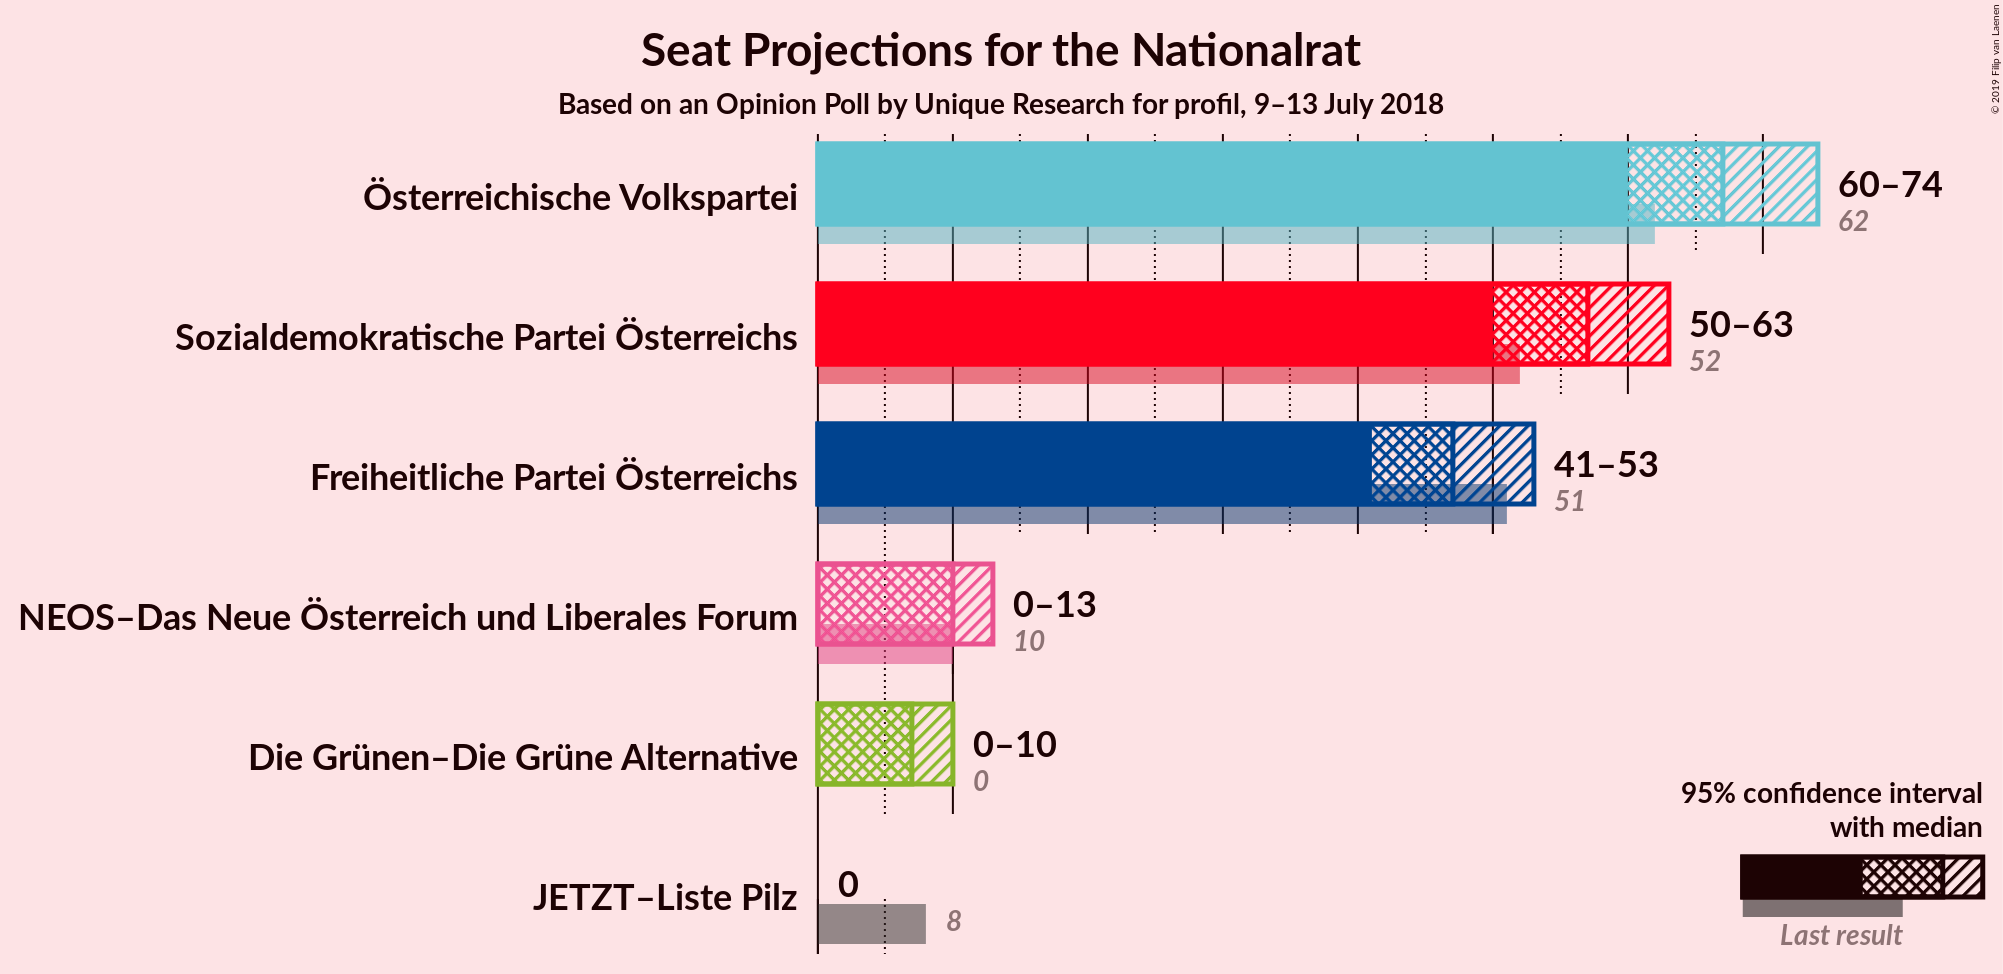 Seat Projections for the Nationalrat
Based on an Opinion Poll by Unique Research for profil, 9–13 July 2018
© 2019 Filip van Laenen
Österreichische Volkspartei
60–74
62
Sozialdemokratische Partei Österreichs
50–63
52
Freiheitliche Partei Österreichs
41–53
51
NEOS–Das Neue Österreich und Liberales Forum
0–13
10
Die Grünen–Die Grüne Alternative
0–10
0
JETZT–Liste Pilz
0
8
95% confidence interval
with median
Last result